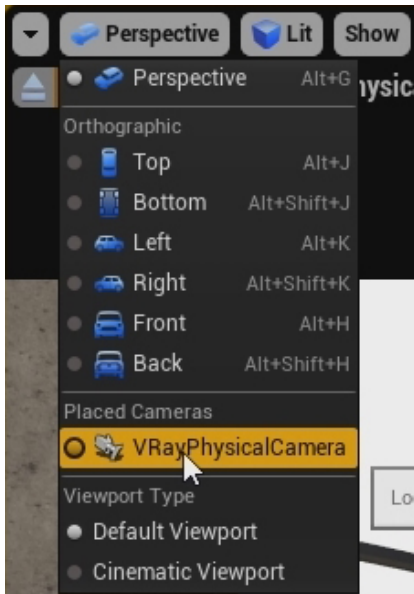 Perspective Lit Show
Perspective Alt+G
Orthographic
Top Alt+J
Bottom Alt+Shift+J
Left Alt+K
Right Alt+Shift+K
Front Alt+H
Back Alt+Shift+H
Placed Cameras
VRayPhysicalCamera
Viewport Type
Default Viewport
Cinematic Viewport